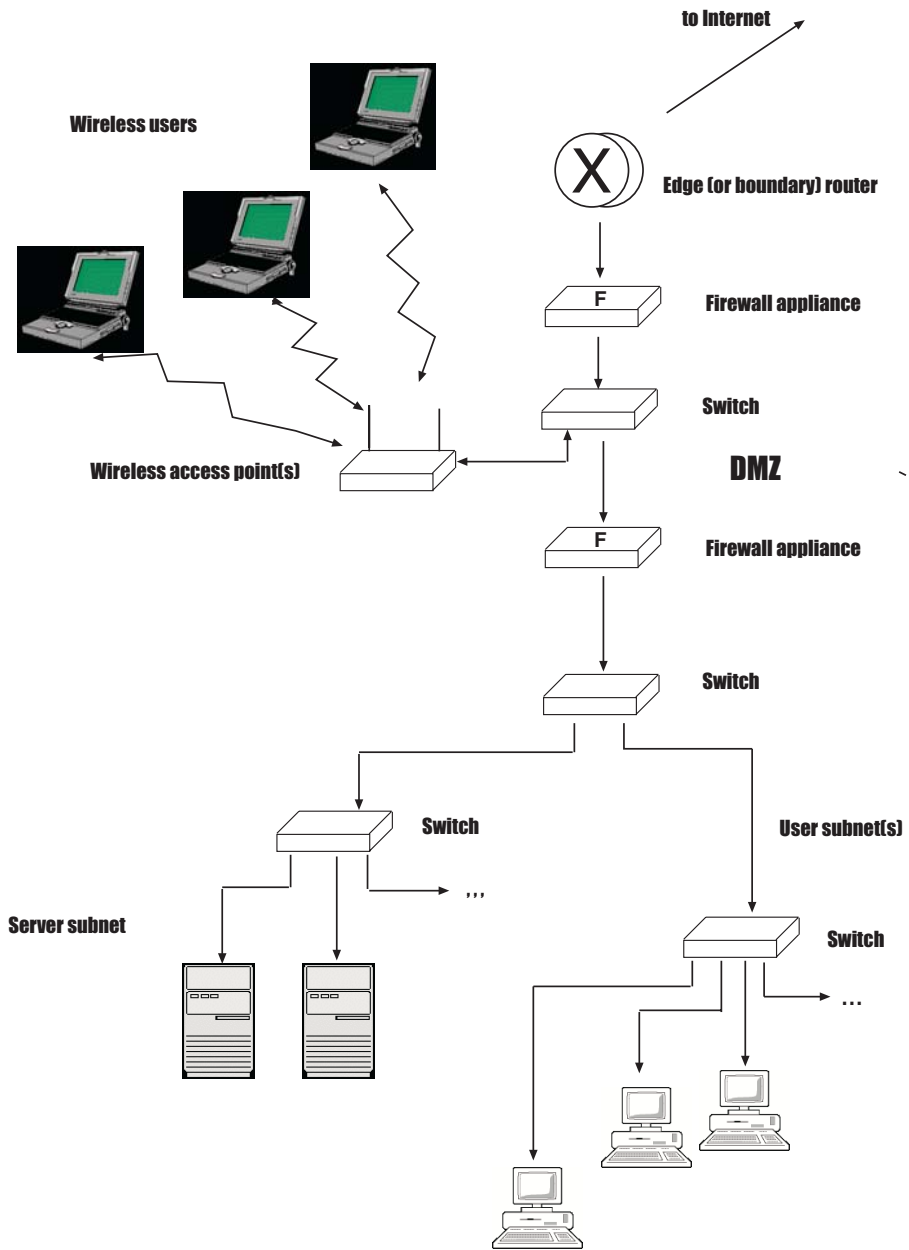 to Internet
Wireless users
X
Edge (or boundary) router
F
Firewall appliance
Switch
Wireless access point(s)
DMZ
F
Firewall appliance
Switch
Switch
User subnet(s)
,,,
Server subnet
Switch
...